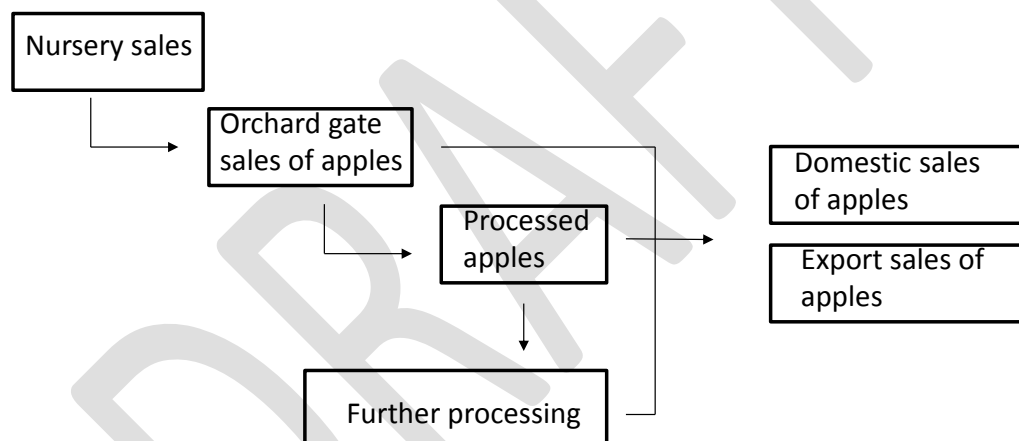 Nursery sales
Orchard gate
sales of apples
Processed
apples
Further processing
Domestic sales
of apples
Export sales of
apples
DRAFT